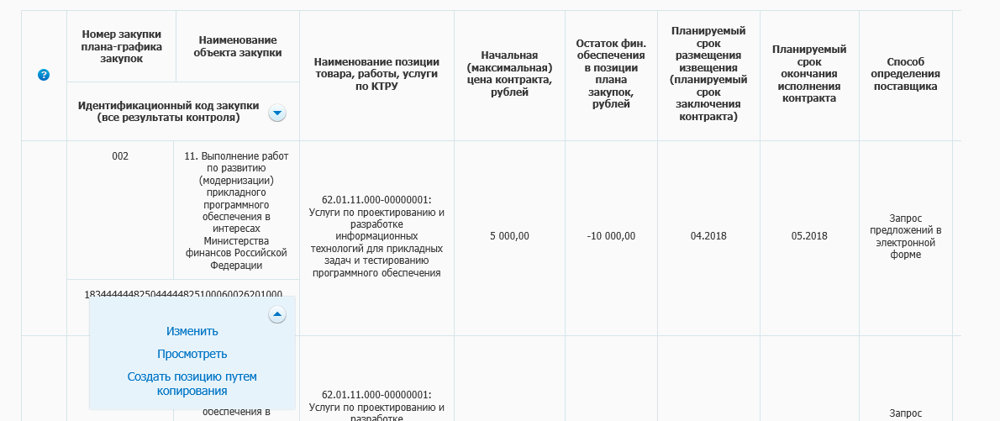 ?
Номер закупки
плана-графика
закупок
Наименование
объекта закупки
Идентификационный код закупки
(все результаты контроля)
Наименование позиции
товара, работы, услуги
по КТРУ
Начальная
(максимальная)
цена контракта,
рублей
Остаток фин.
обеспечения
в позиции
плана
закупок,
рублей
Планируемый
срок
размещения
извещения
(планируемый
срок
заключения
контракта)
Планируемый
срок
окончания
исполнения
контракта
Способ
определения
поставщика
002
11. Выполнение работ
по развитию
(модернизации)
прикладного
программного
обеспечения в
интересах
Министерства
финансов Российской
Федерации
183444444825044444825100060026201000
62.01.11.000-00000001:
Услуги по проектированию и
разработке
информационных
технологий для прикладных
задач и тестированию
программного обеспечения
5 000,00
-10 000,00
04.2018
05.2018
Запрос
предложений в
электронной
форме
Изменить
Просмотреть
Создать позицию путем
копирования
обеспечения в
62.01.11.000-00000001:
Услуги по проектированию и
разработке
Запрос